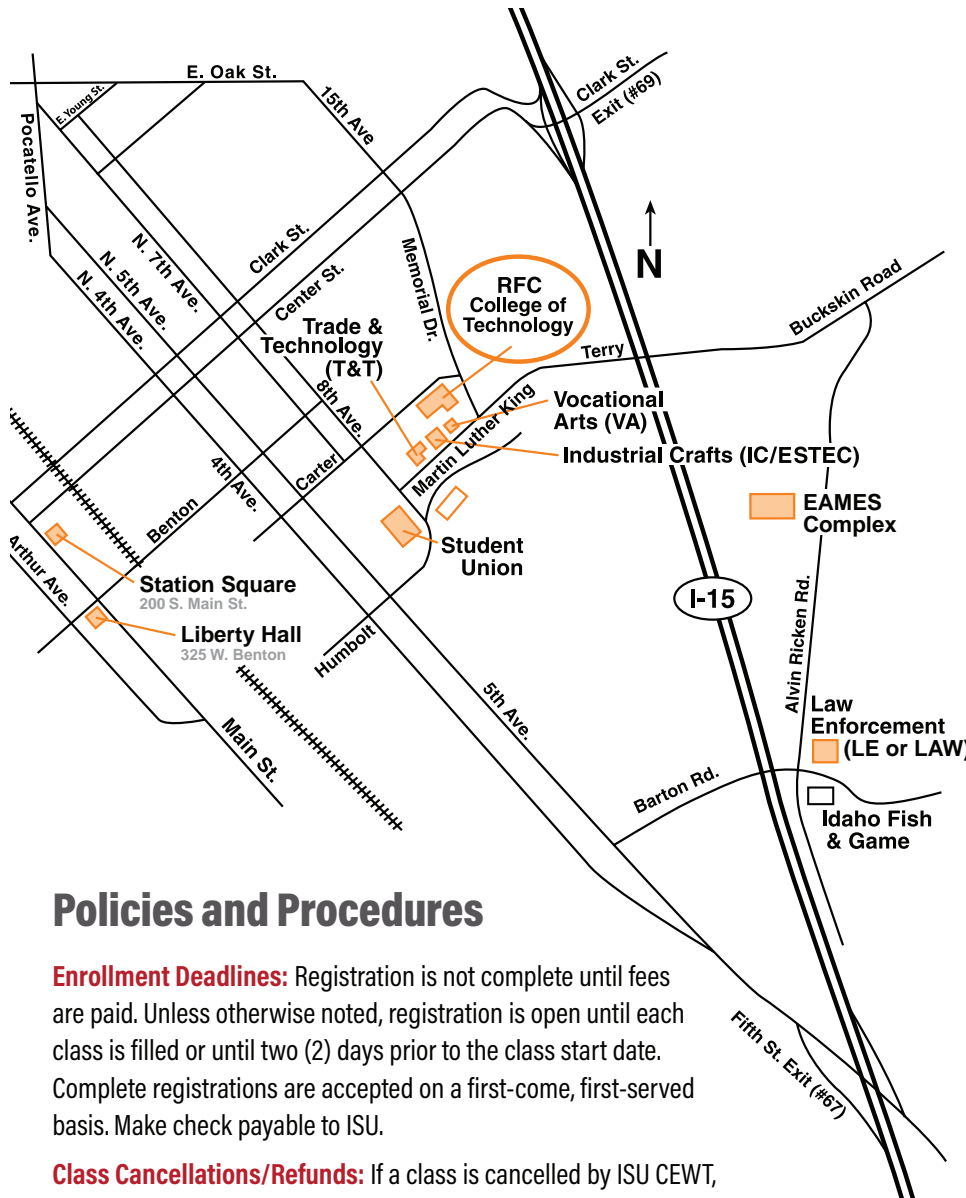 E. Oak St.
E. Young St.
15th Ave
Clark St.
Exit (#69)
Pocatello Ave.
N. 7th Ave.
N. 5th Ave.
N. 4th Ave.
Clark St.
Center St.
Memorial Dr.
N
RFC
College of
Technology
Buckskin Road
Trade &
Technology
(T&T)
Terry
8th Ave.
Martin Luther King
Vocational
Arts (VA)
Industrial Crafts (IC/ESTEC)
4th Ave.
Carter
Benton
EAMES
Complex
Student
Union
Arthur Ave.
Station Square
200 S. Main St.
I-15
Liberty Hall
325 W. Benton
Humbolt
Alvin Ricken Rd.
5th Ave.
Main St.
Law
Enforcement
(LE or LAW)
Barton Rd.
Idaho Fish
& Game
Fifth St. Exit (#67)
Policies and Procedures
Enrollment Deadlines: Registration is not complete until fees
are paid. Unless otherwise noted, registration is open until each
class is filled or until two (2) days prior to the class start date.
Complete registrations are accepted on a first-come, first-served
basis. Make check payable to ISU.
Class Cancellations/Refunds: If a class is cancelled by ISU CEWT,